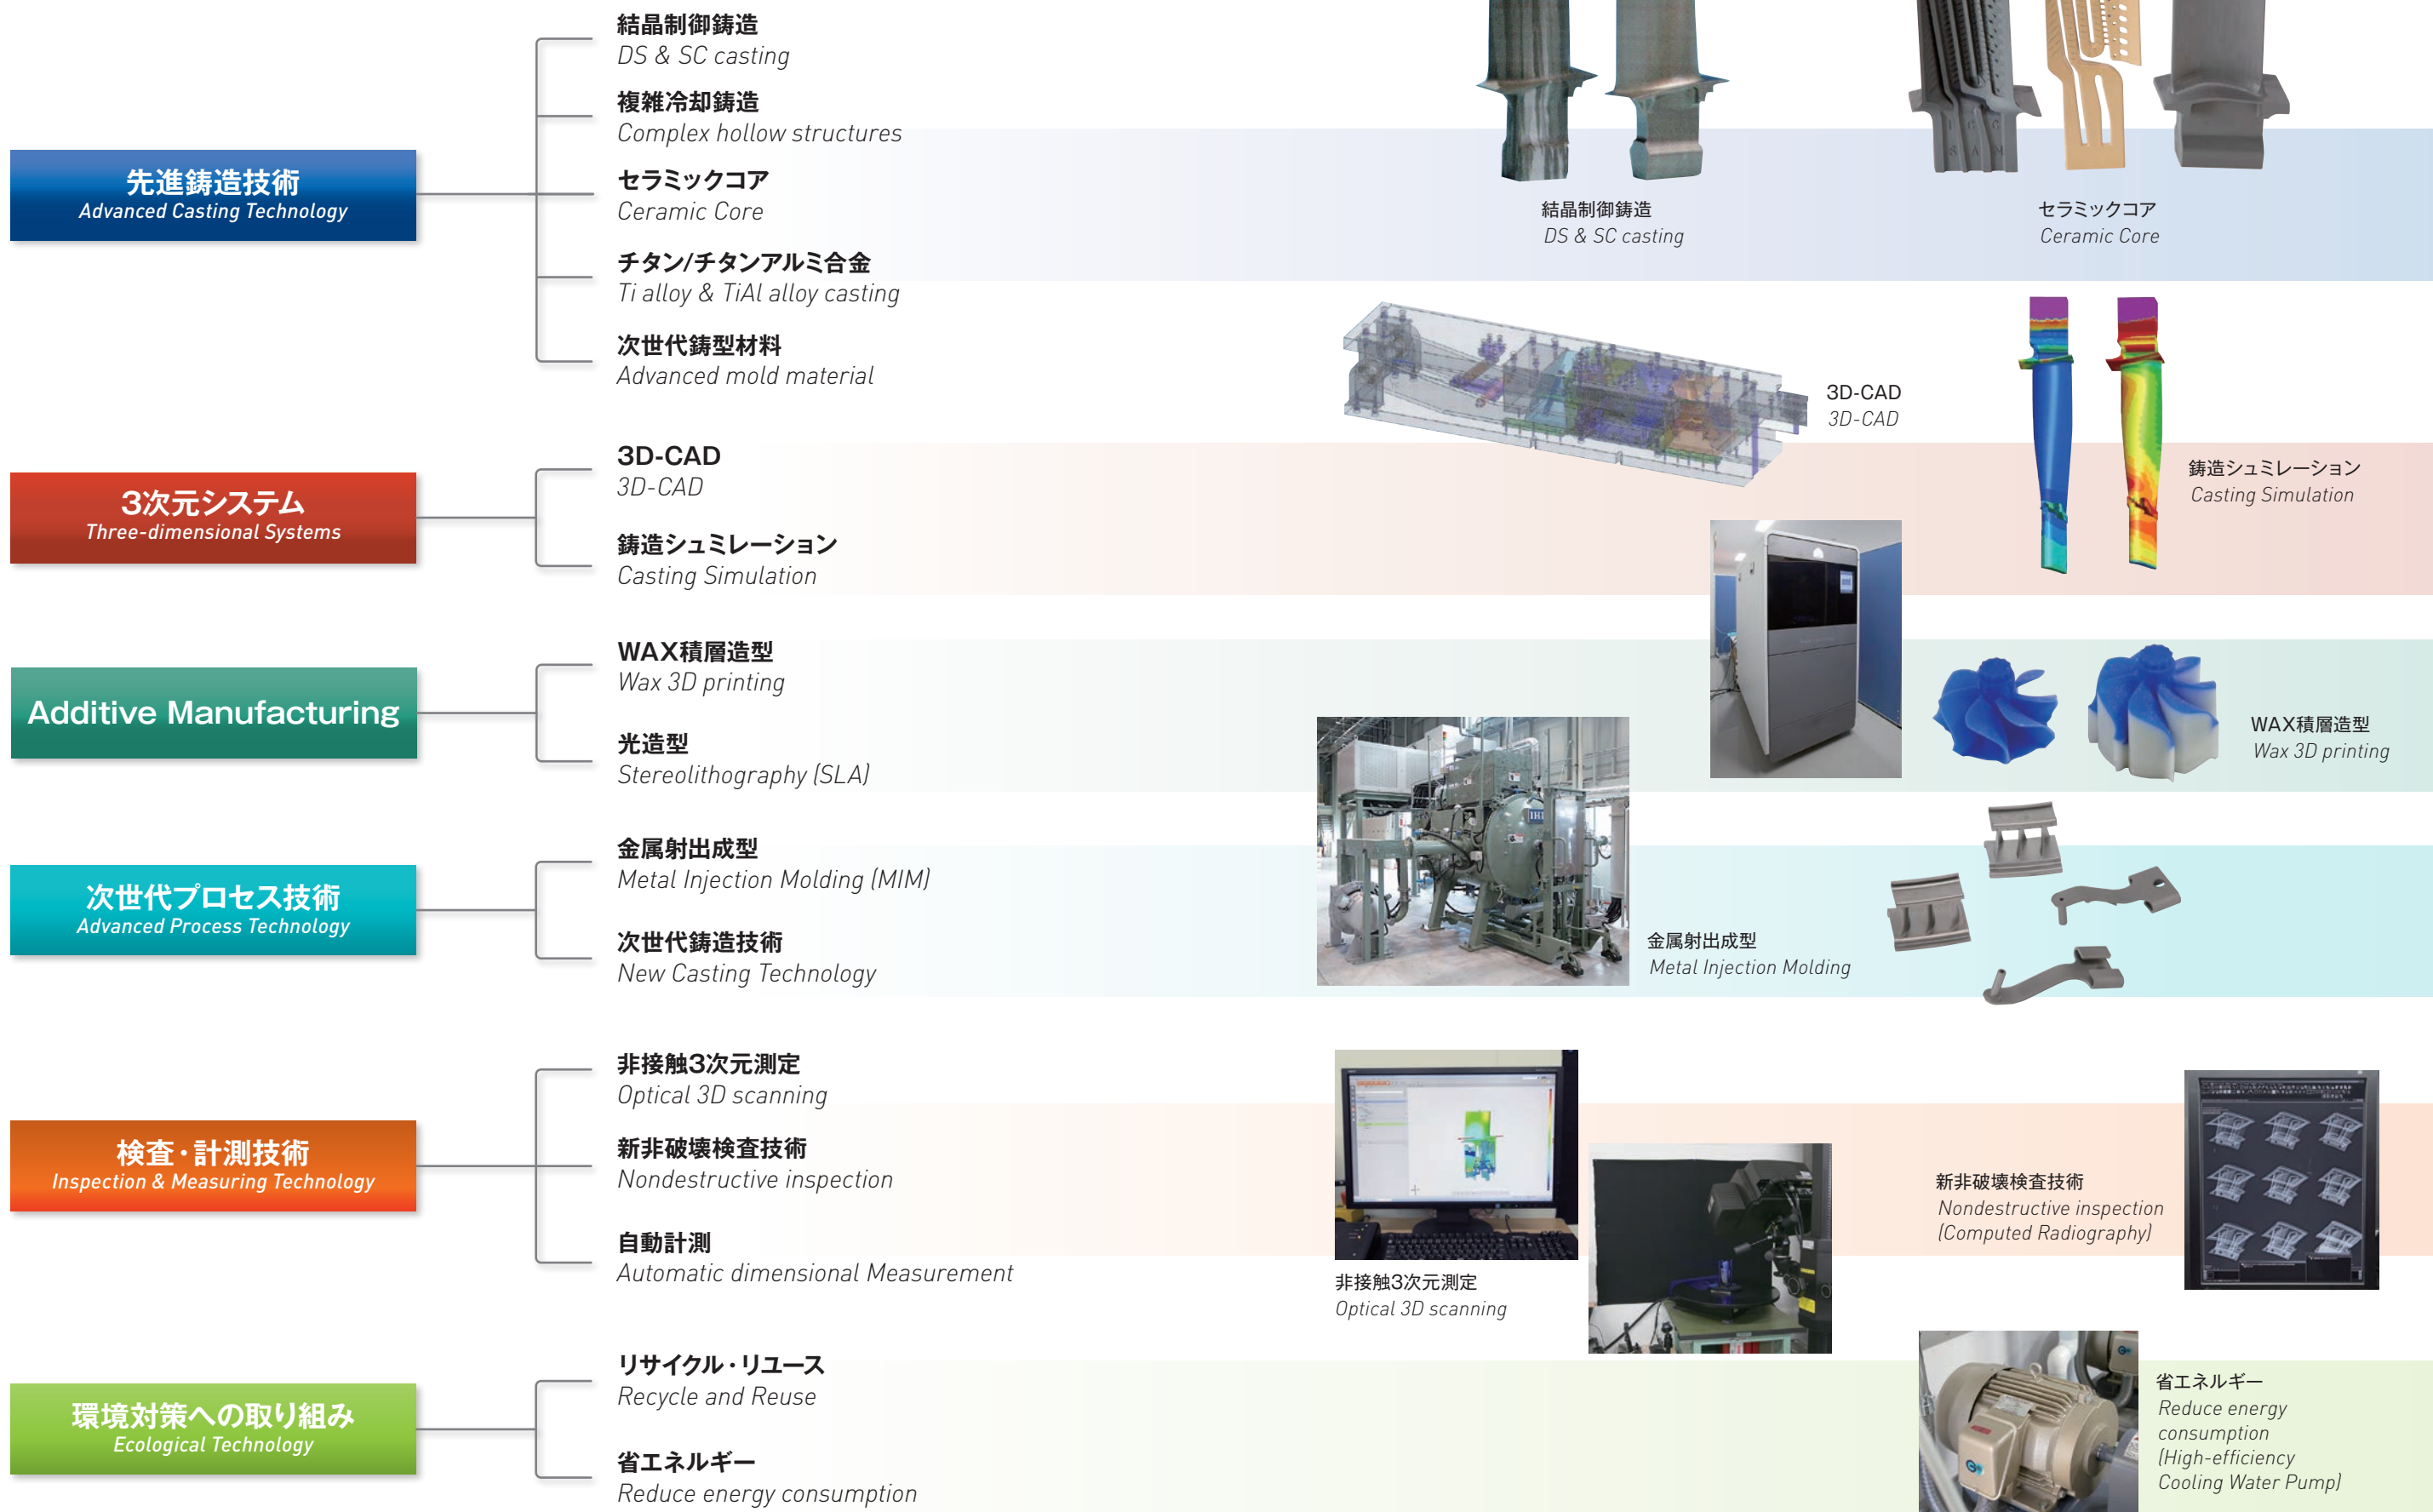 先進鋳造技術
Advanced Casting Technology
結晶制御鋳造
DS & SC casting
複雑冷却鋳造
Complex hollow structures
セラミックコア
Ceramic Core
チタン/チタンアルミ合金
Ti alloy & TiAl alloy casting
次世代鋳型材料
Advanced mold material
結晶制御鋳造
DS & SC casting
セラミックコア
Ceramic Core
3次元システム
Three-dimensional Systems
3D-CAD
3D-CAD
鋳造シュミレーション
Casting Simulation
3D-CAD
3D-CAD
鋳造シュミレーション
Casting Simulation
Additive Manufacturing
WAX積層造型
Wax 3D printing
光造型
Stereolithography (SLA)
WAX積層造型
Wax 3D printing
次世代プロセス技術
Advanced Process Technology
金属射出成型
Metal Injection Molding (MIM)
次世代鋳造技術
New Casting Technology
IHI
金属射出成型
Metal Injection Molding
検査・計測技術
Inspection & Measuring Technology
非接触3次元測定
Optical 3D scanning
新非破壊検査技術
Nondestructive inspection
自動計測
Automatic dimensional Measurement
非接触3次元測定
Optical 3D scanning
新非破壊検査技術
Nondestructive inspection
(Computed Radiography)
環境対策への取り組み
Ecological Technology
リサイクル・リユース
Recycle and Reuse
省エネルギー
Reduce energy consumption
省エネルギー
Reduce energy
consumption
(High-efficiency
Cooling Water Pump)